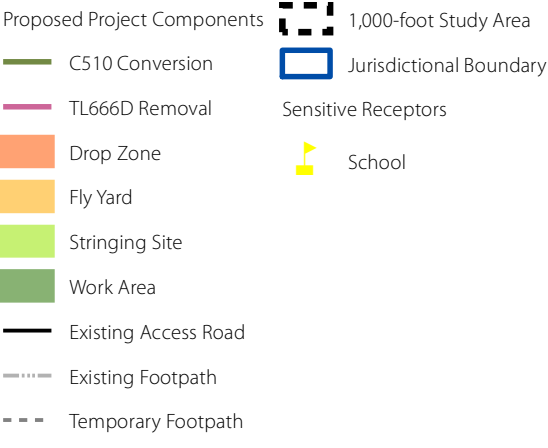 Proposed Project Components
C510 Conversion
TL666D Removal
Drop Zone
Fly Yard
Stringing Site
Work Area
Existing Access Road
Existing Footpath
Temporary Footpath
1,000-foot Study Area
Jurisdictional Boundary
Sensitive Receptors
School